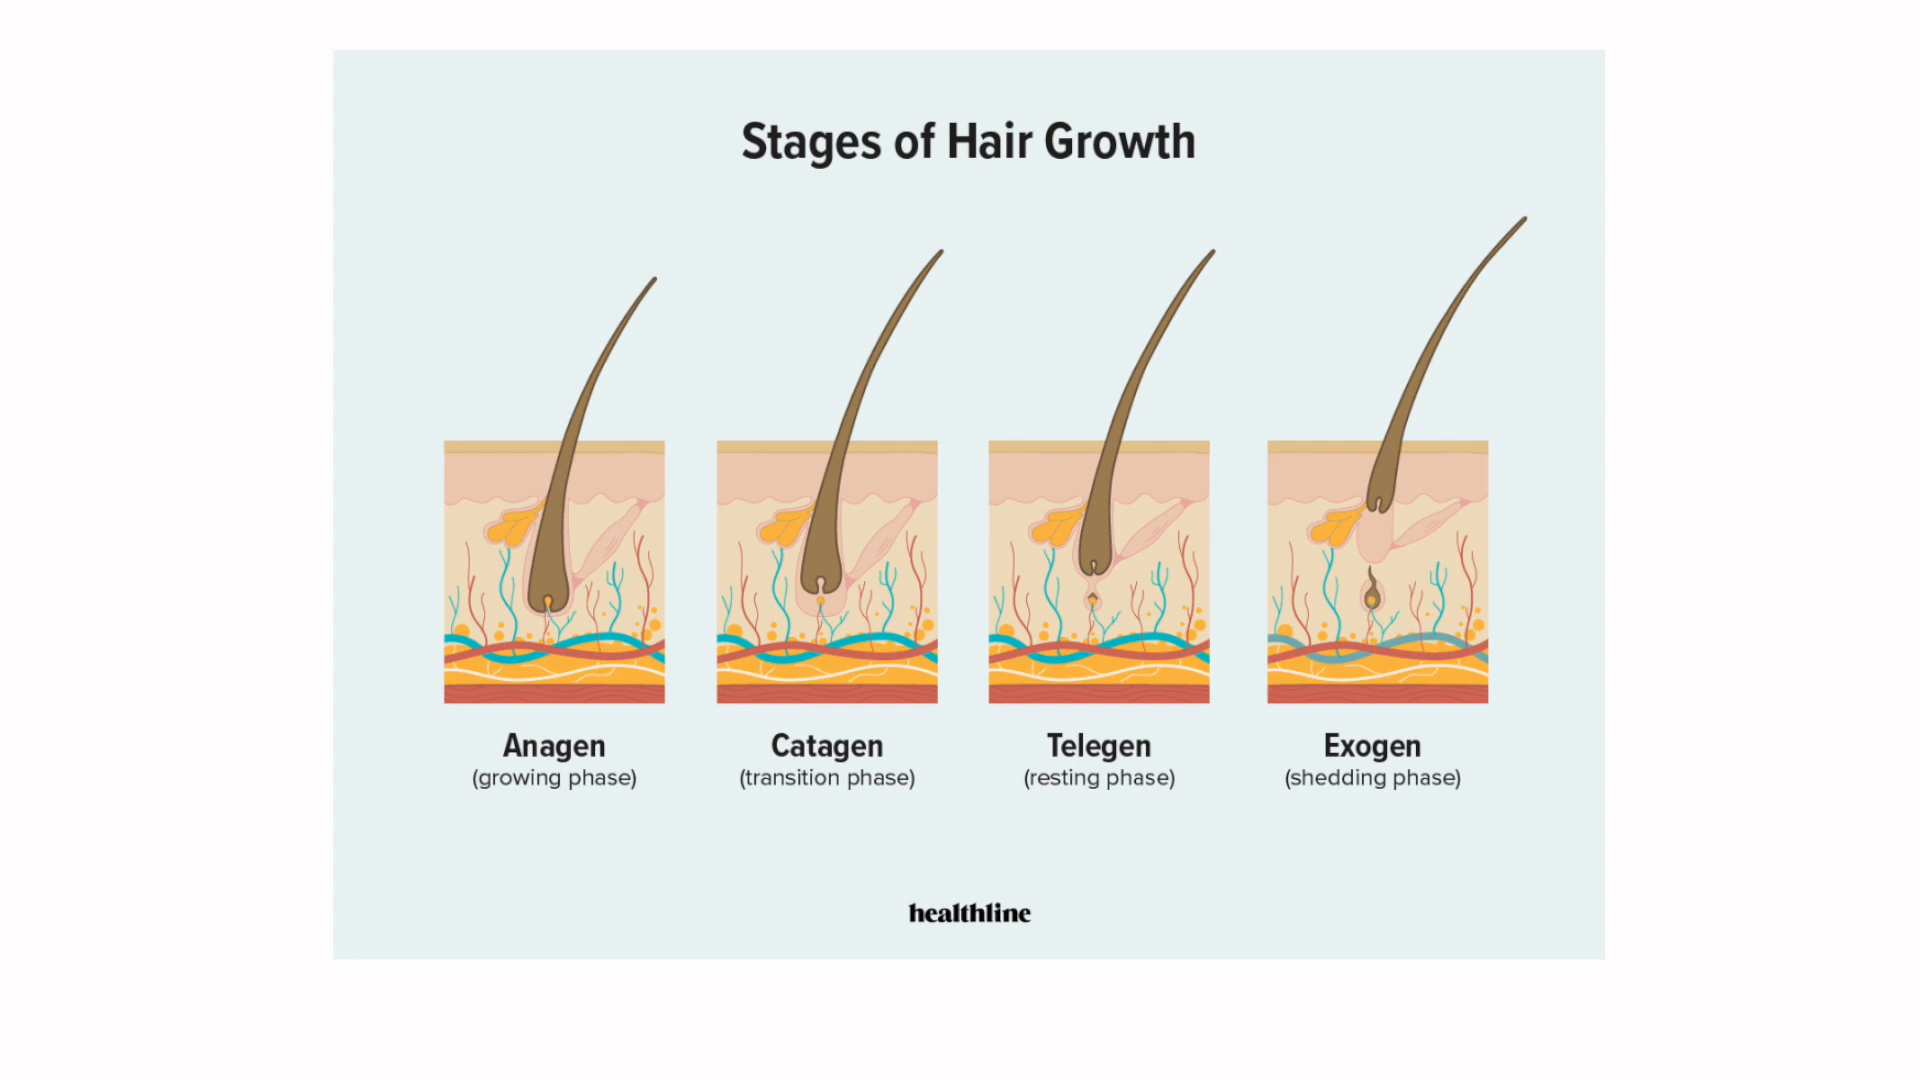 Stages of Hair Growth
Anagen
(growing phase)
Catagen
(transition phase)
Telegen
(resting phase)
Exogen
(shedding phase)
healthline